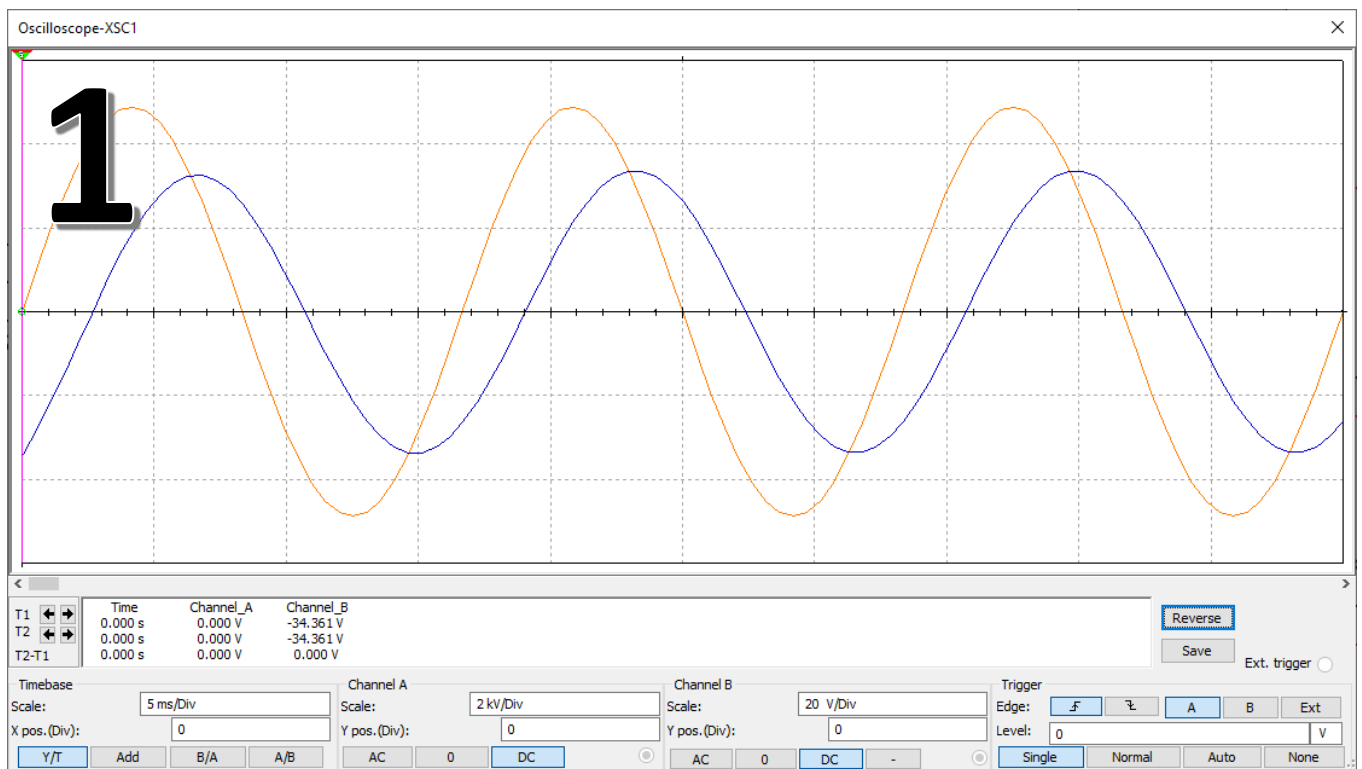 Oscilloscope-XSC1
1
Time Channel_A Channel_B
T1 0.000 s 0.000 V -34.361 V
T2 0.000 s 0.000 V -34.361 V
T2-T1 0.000 s 0.000 V 0.000 V
Reverse
Save
Ext. trigger
Timebase
Scale: 5 ms/Div
X pos.(Div): 0
Y/T Add B/A A/B
Channel A
Scale: 2 kV/Div
Y pos.(Div): 0
AC 0 DC
Channel B
Scale: 20 V/Div
Y pos.(Div): 0
AC 0 DC -
Trigger
Edge: A B Ext
Level: 0 V
Single Normal Auto None